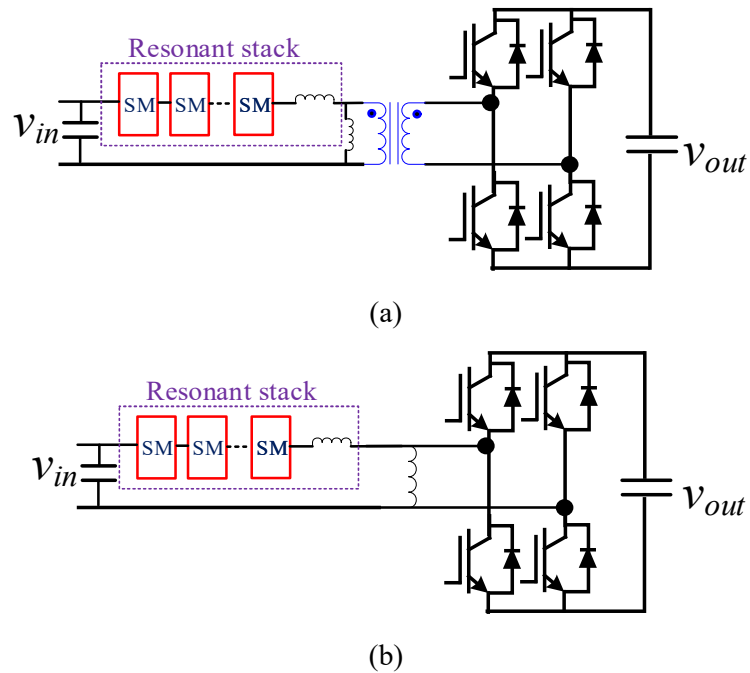 Resonant stack
SM SM SM
v_in
v_out
(a)
Resonant stack
SM SM SM
v_in
v_out
(b)